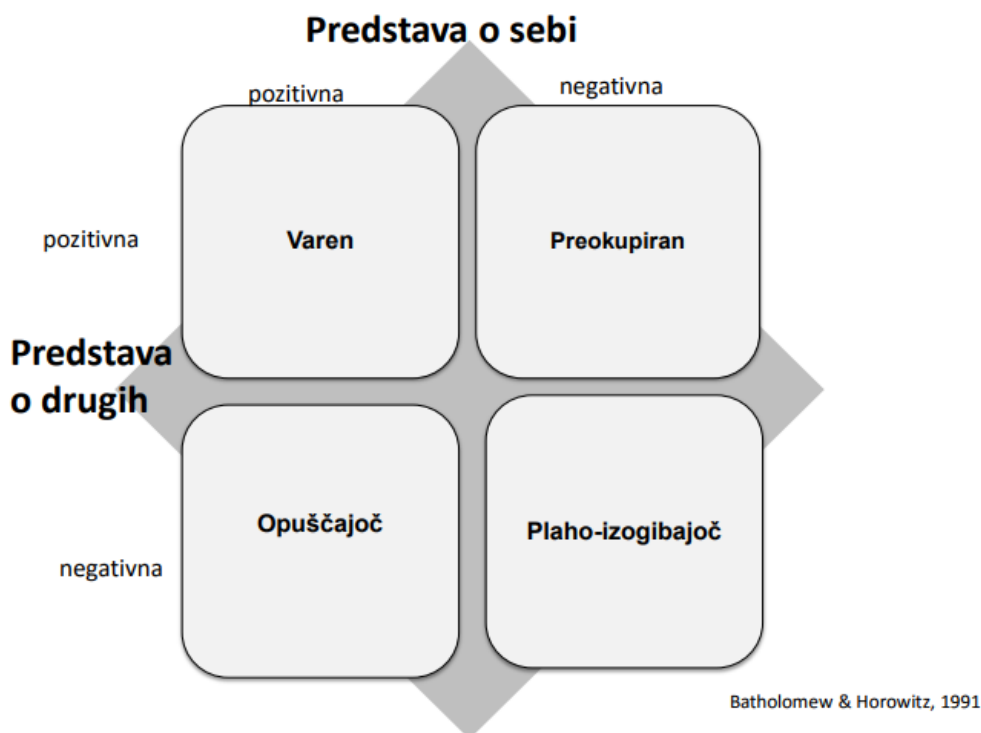 Predstava o sebi
pozitivna
negativna
pozitivna
Varen
Preokupiran
Predstava
o drugih
Opuščajoč
Plaho-izogibajoč
negativna
Batholomew & Horowitz, 1991